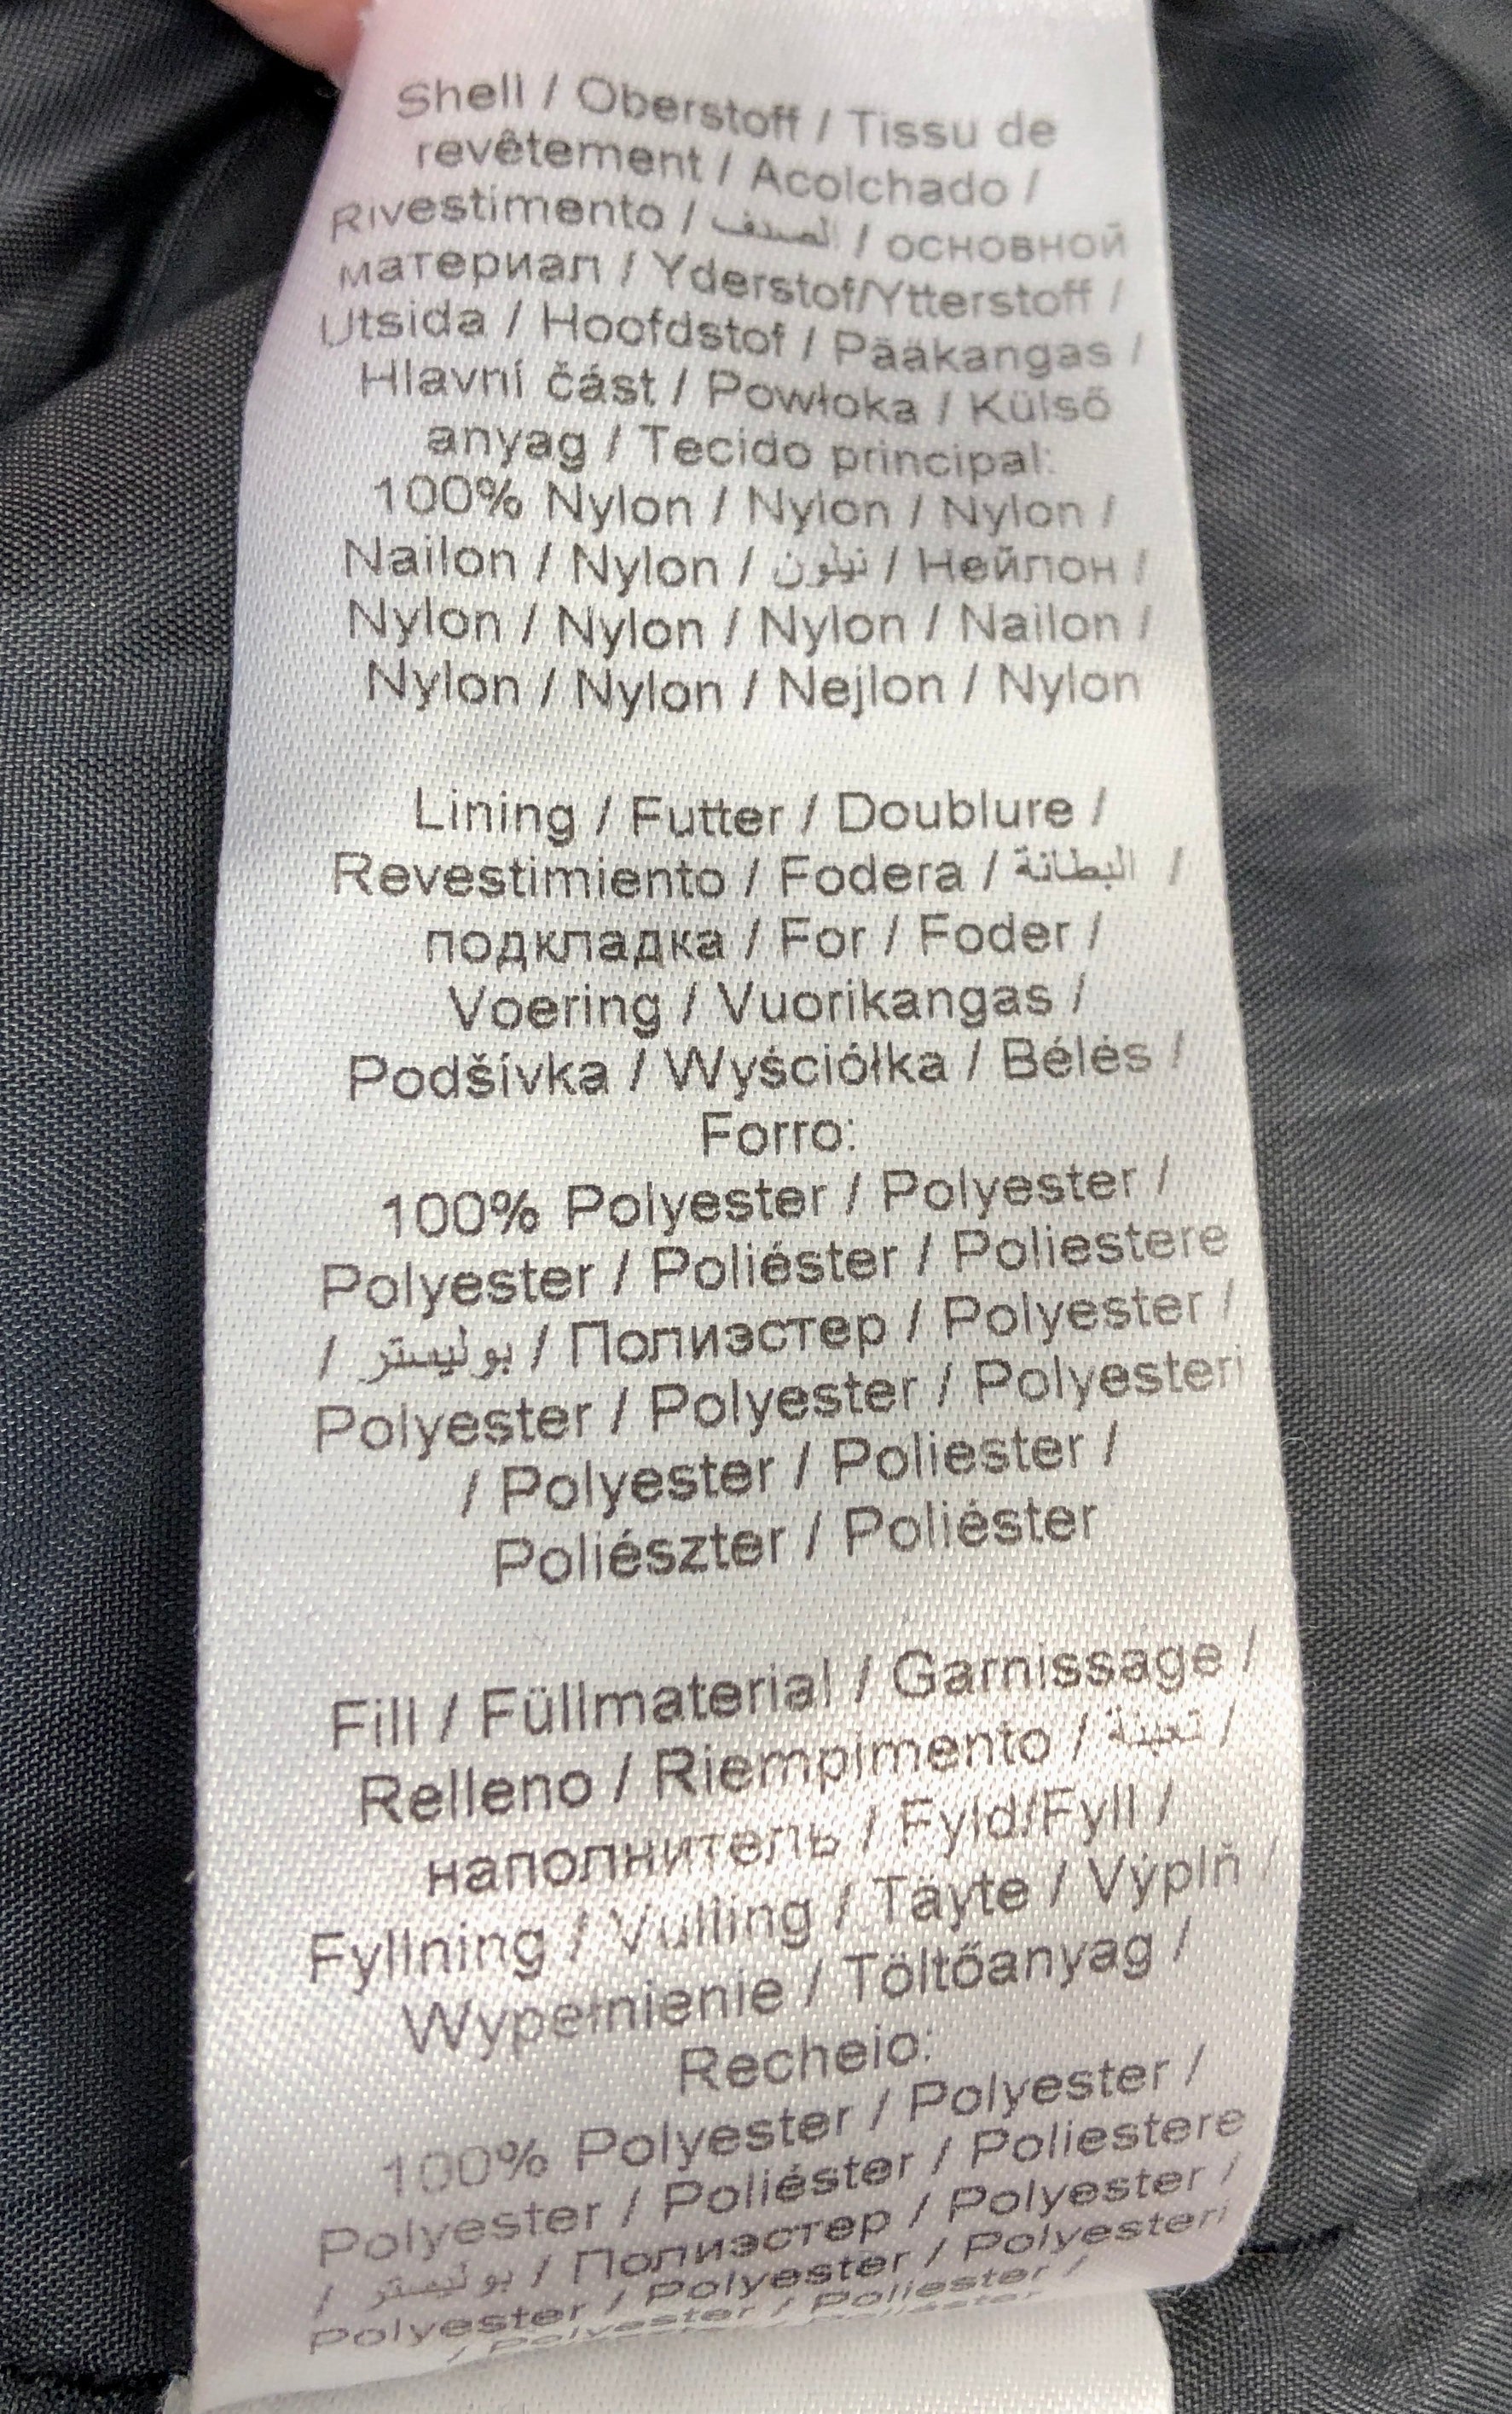 Shell / Oberstoff / Tissu de
revêtement / Acolchado /
Rivestimento / الصدف / основной
материал / Yderstof/Ytterstoff /
Utsida / Hoofdstof / Pääkangas /
Hlavní část / Powłoka / Külső
anyag / Tecido principal:
100% Nylon / Nylon / Nylon /
Nailon / Nylon / نيلون / Нейлон /
Nylon / Nylon / Nylon / Nailon /
Nylon / Nylon / Nejlon / Nylon
Lining / Futter / Doublure /
Revestimiento / Fodera / البطانة /
подкладка / For / Foder /
Voering / Vuorikangas /
Podšívka / Wyściółka / Bélés /
Forro:
100% Polyester / Polyester /
Polyester / Poliéster / Poliestere
/ بوليستر / Полиэстер / Polyester /
Polyester / Polyester / Polyesteri
/ Polyester / Poliester /
Poliészter / Poliéster
Fill / Füllmaterial / Garnissage /
Relleno / Riempimento / تعبئة /
наполнитель / Fyld/Fyll /
Fyllning / Vulling / Täyte / Výplň /
Wypełnienie / Töltőanyag /
Recheio:
100% Polyester / Polyester /
Polyester / Poliéster / Poliestere
/ بوليستر / Полиэстер / Polyester /
Polyester / Polyester / Polyesteri
/ Polyester / Poliester /